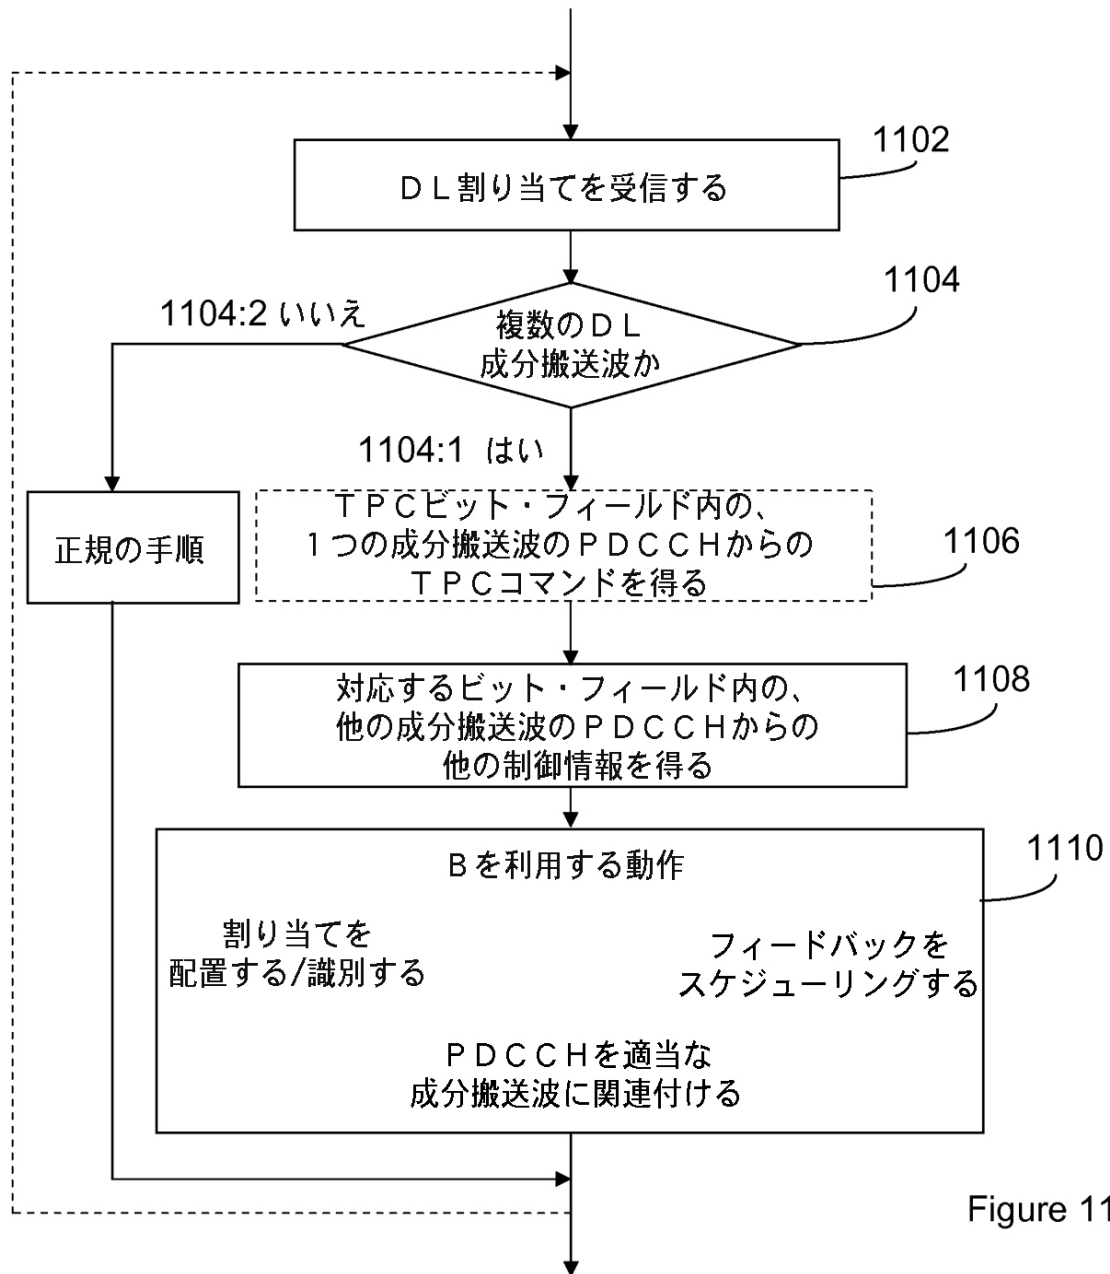 1102
ＤＬ割り当てを受信する
1104
1104:2 いいえ
複数のＤＬ
成分搬送波か
1104:1 はい
正規の手順
ＴＰＣビット・フィールド内の、
１つの成分搬送波のＰＤＣＣＨからの
ＴＰＣコマンドを得る
1106
対応するビット・フィールド内の、
他の成分搬送波のＰＤＣＣＨからの
他の制御情報を得る
1108
Ｂを利用する動作
1110
割り当てを
配置する/識別する
フィードバックを
スケジューリングする
ＰＤＣＣＨを適当な
成分搬送波に関連付ける
Figure 11